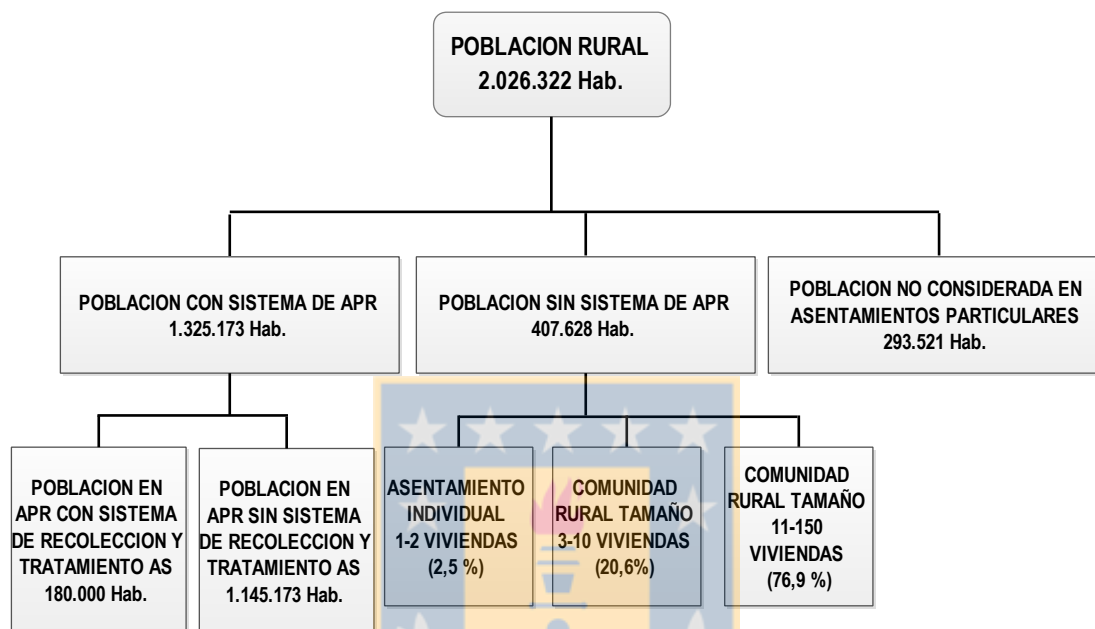 POBLACION RURAL
2.026.322 Hab.
POBLACION CON SISTEMA DE APR
1.325.173 Hab.
POBLACION SIN SISTEMA DE APR
407.628 Hab.
POBLACION NO CONSIDERADA EN
ASENTAMIENTOS PARTICULARES
293.521 Hab.
POBLACION EN
APR CON SISTEMA
DE RECOLECCION Y
TRATAMIENTO AS
180.000 Hab.
POBLACION EN
APR SIN SISTEMA
DE RECOLECCION Y
TRATAMIENTO AS
1.145.173 Hab.
ASENTAMIENTO
INDIVIDUAL
1-2 VIVIENDAS
(2,5 %)
COMUNIDAD
RURAL TAMAÑO
3-10 VIVIENDAS
(20,6%)
COMUNIDAD
RURAL TAMAÑO
11-150
VIVIENDAS
(76,9 %)